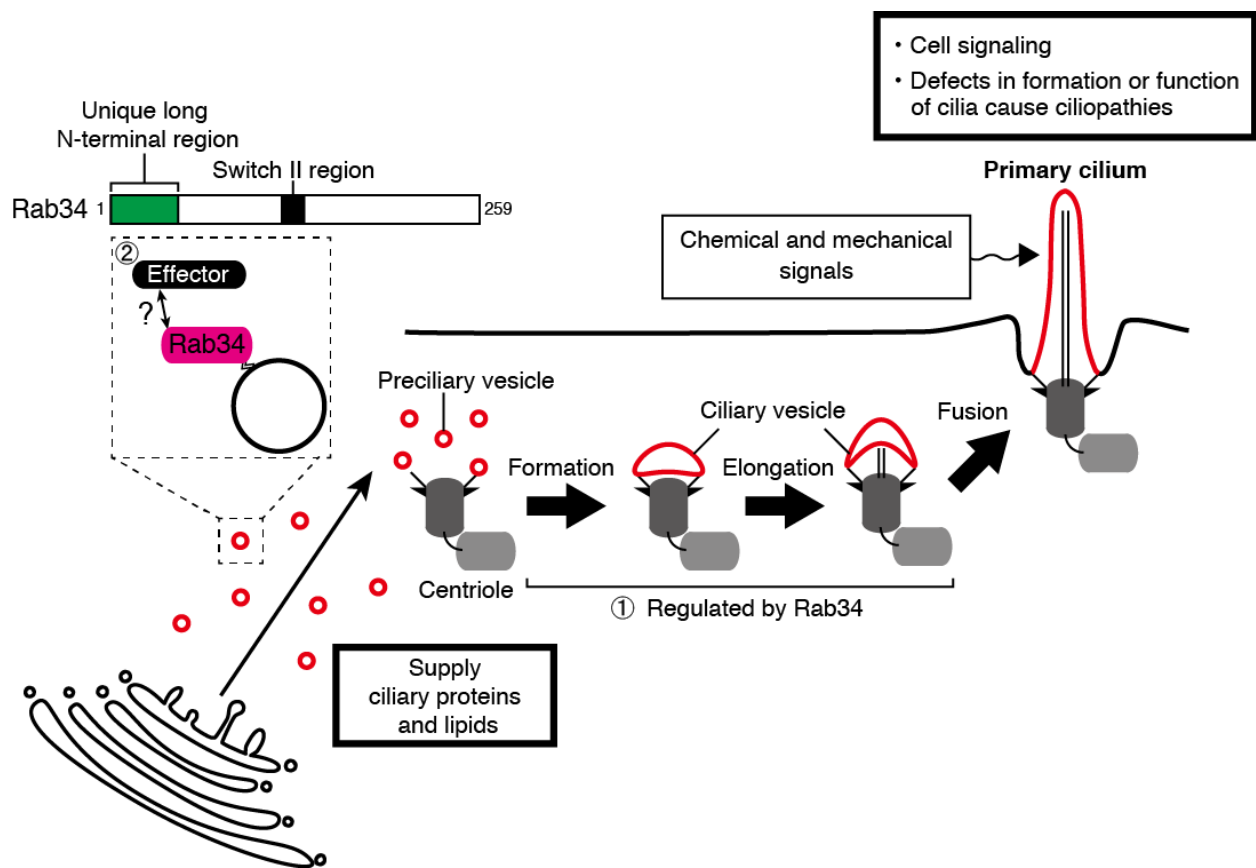 • Cell signaling
• Defects in formation or function
of cilia cause ciliopathies
Unique long
N-terminal region
Switch II region
Rab34 1 259
Primary cilium
Chemical and mechanical
signals
② Effector
?
Rab34
Preciliary vesicle
Ciliary vesicle
Fusion
Formation
Elongation
Centriole
① Regulated by Rab34
Supply
ciliary proteins
and lipids